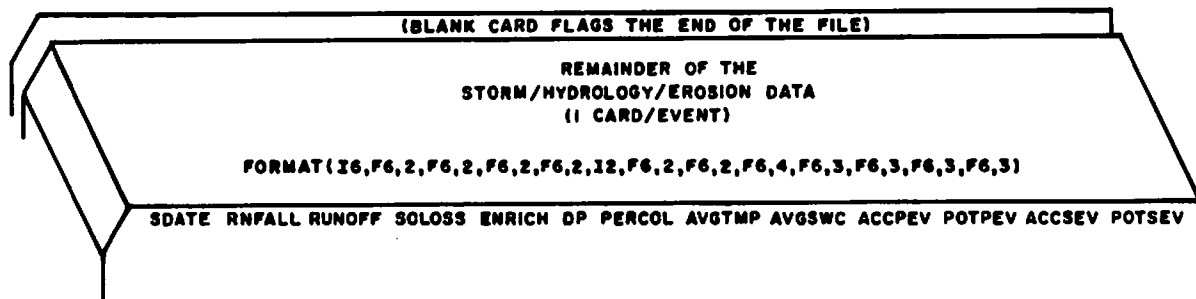 (BLANK CARD FLAGS THE END OF THE FILE)
REMAINDER OF THE
STORM/HYDROLOGY/EROSION DATA
(1 CARD/EVENT)
FORMAT(I6,F6,2,F6,2,F6,2,F6,2,I2,F6,2,F6,2,F6,4,F6,3,F6,3,F6,3,F6,3)
SDATE RNFALL RUNOFF SOLOSS ENRICH DP PERCOL AVGTMP AVGSWC ACCPEV POTPEV ACCSEV POTSEV